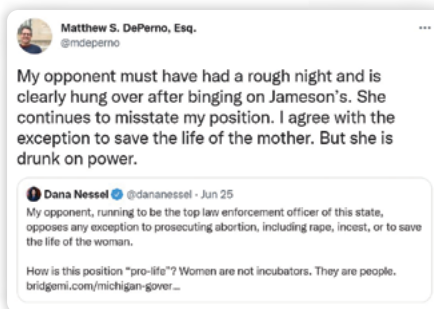 Matthew S. DePerno, Esq.
@mdeperno
My opponent must have had a rough night and is
clearly hung over after binging on Jameson's. She
continues to misstate my position. I agree with the
exception to save the life of the mother. But she is
drunk on power.
Dana Nessel @dananessel · Jun 25
My opponent, running to be the top law enforcement officer of this state,
opposes any exception to prosecuting abortion, including rape, incest, or to save
the life of the woman.
How is this position "pro-life"? Women are not incubators. They are people.
bridgemi.com/michigan-gover...